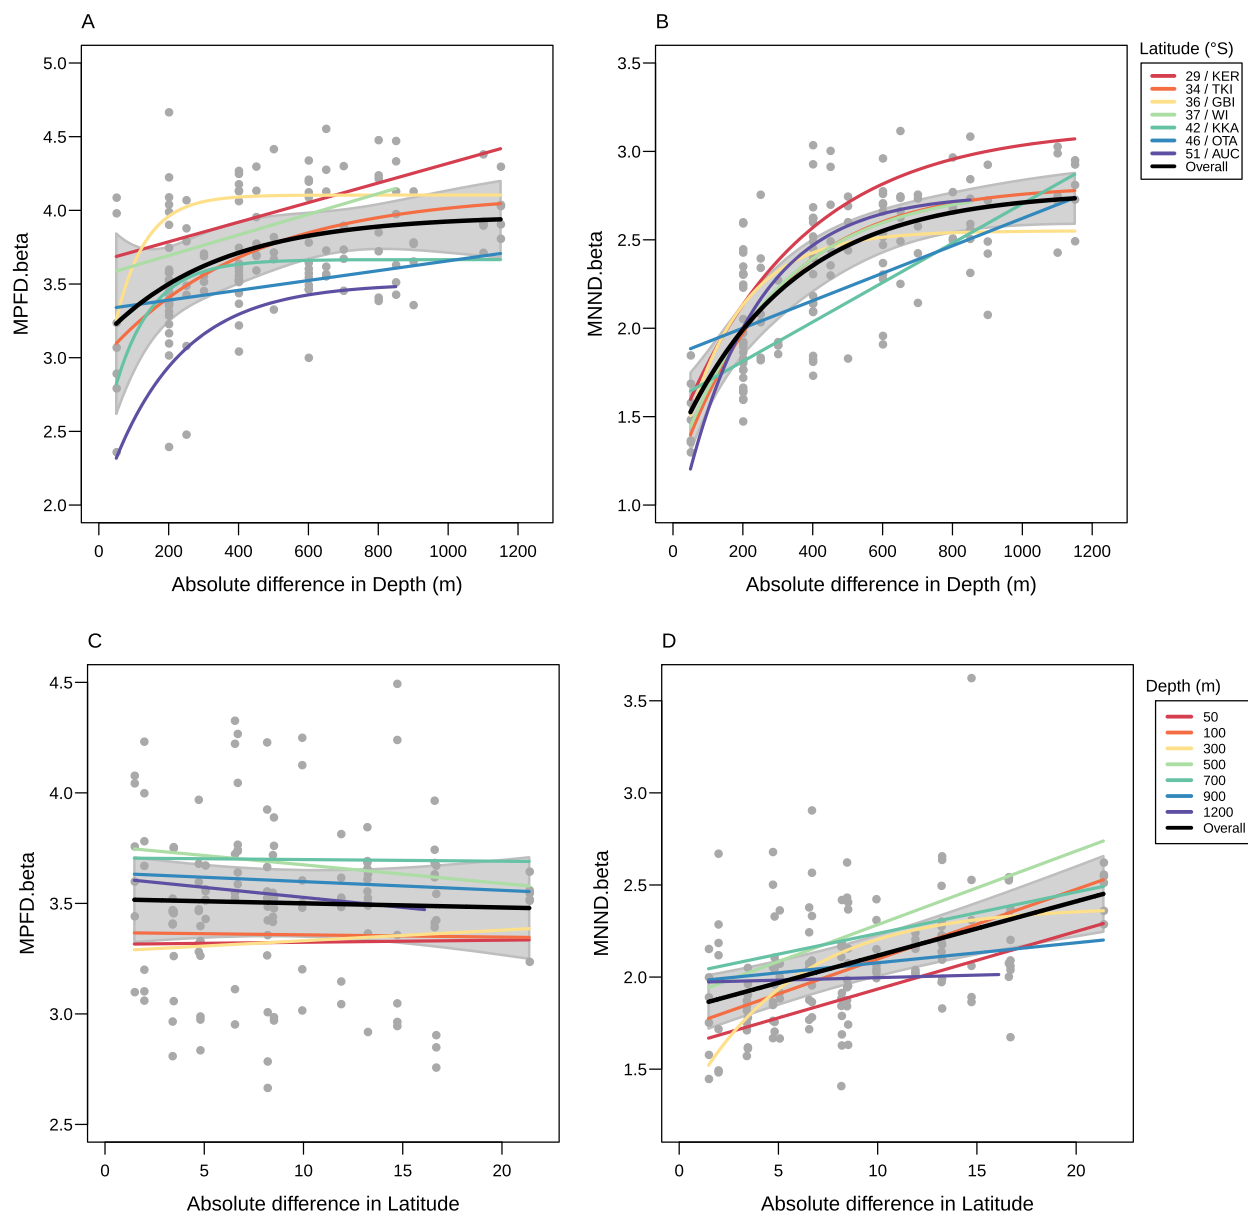 A
MPFD.beta
5.0
4.5
4.0
3.5
3.0
2.5
2.0
0 200 400 600 800 1000 1200
Absolute difference in Depth (m)
B
MNND.beta
3.5
3.0
2.5
2.0
1.5
1.0
0 200 400 600 800 1000 1200
Absolute difference in Depth (m)
Latitude (°S)
29 / KER
34 / TKI
36 / GBI
37 / WI
42 / KKA
46 / OTA
51 / AUC
Overall
C
MPFD.beta
4.5
4.0
3.5
3.0
2.5
0 5 10 15 20
Absolute difference in Latitude
D
MNND.beta
3.5
3.0
2.5
2.0
1.5
0 5 10 15 20
Absolute difference in Latitude
Depth (m)
50
100
300
500
700
900
1200
Overall